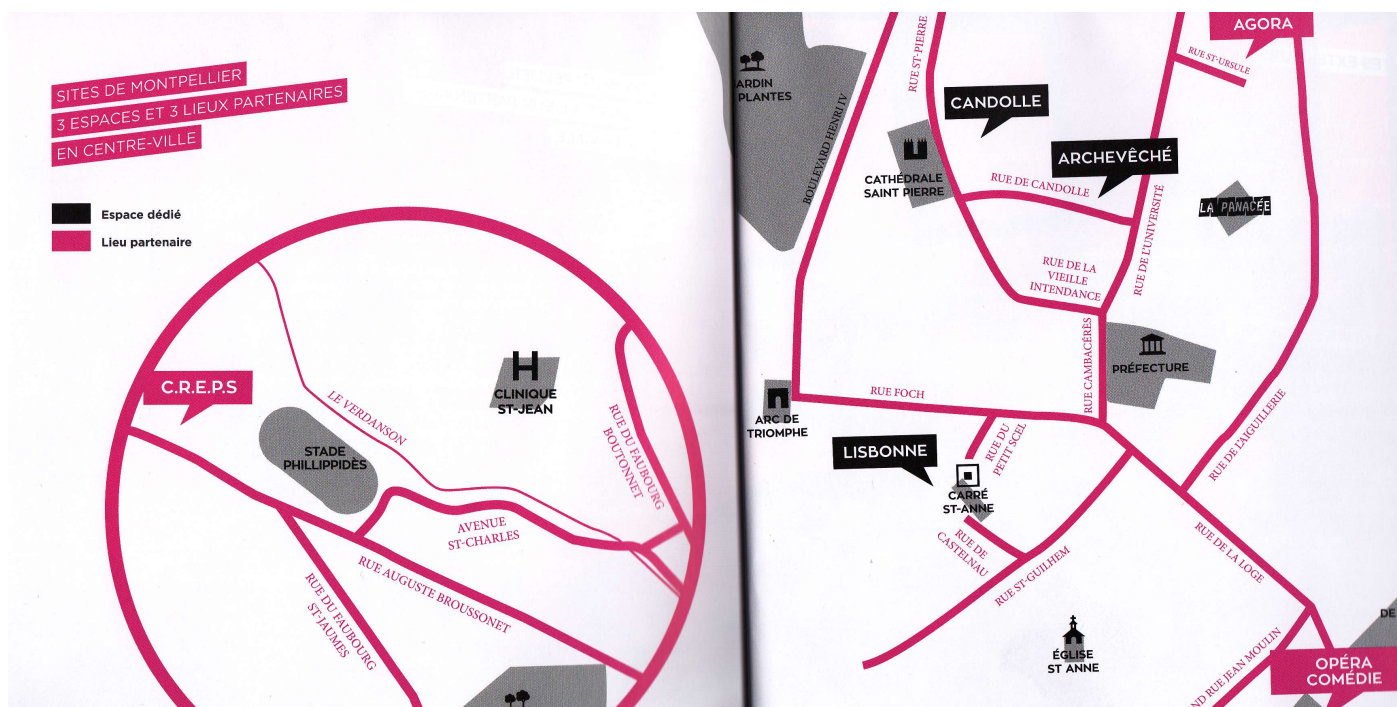 SITES DE MONTPELLIER
3 ESPACES ET 3 LIEUX PARTENAIRES
EN CENTRE-VILLE
Espace dédié
Lieu partenaire
C.R.E.P.S
LE VERDANSON
H
CLINIQUE
ST-JEAN
STADE
PHILLIPPIDÈS
RUE DU FAUBOURG
BOUTONNET
AVENUE
ST-CHARLES
RUE AUGUSTE BROUSSONET
RUE DU FAUBOURG
ST-JAUMES
ARDIN
PLANTES
BOULEVARD HENRI IV
RUE ST-PIERRE
CANDOLLE
CATHÉDRALE
SAINT PIERRE
RUE DE CANDOLLE
ARCHEVÊCHÉ
RUE DE L'UNIVERSITÉ
AGORA
RUE ST-URSULE
LA PANACÉE
RUE DE LA
VIEILLE
INTENDANCE
RUE CAMBACÉRÈS
PRÉFECTURE
ARC DE
TRIOMPHE
RUE FOCH
RUE DU
PETIT SCEL
LISBONNE
CARRÉ
ST-ANNE
RUE DE
CASTELNAU
RUE ST-GUILHEM
RUE DE L'AIGUILLERIE
RUE DE LA LOGE
ÉGLISE
ST ANNE
ND RUE JEAN MOULIN
DE
OPÉRA
COMÉDIE